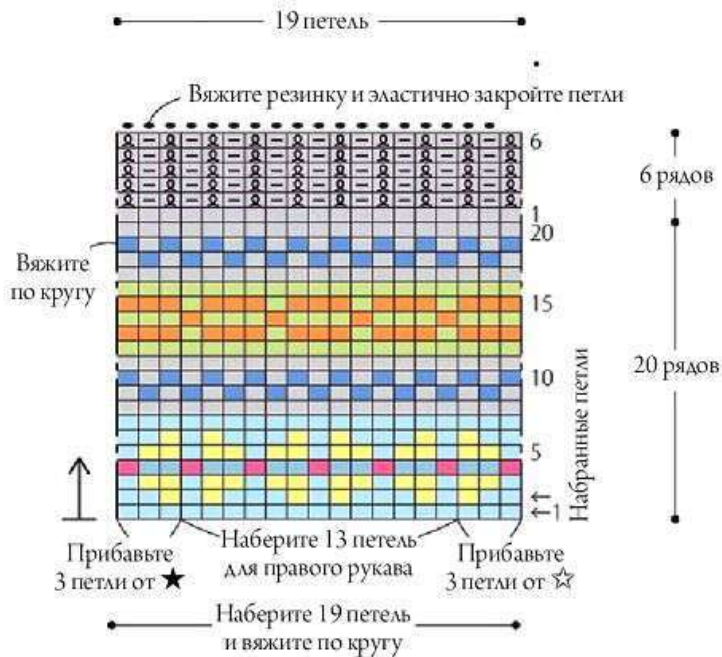 19 петель
Вяжите резинку и эластично закройте петли
6
6 рядов
1
20
Вяжите
по кругу
15
20 рядов
10
Набранные петли
5
1
Прибавьте
3 петли от ★
Наберите 13 петель
для правого рукава
Прибавьте
3 петли от ☆
Наберите 19 петель
и вяжите по кругу